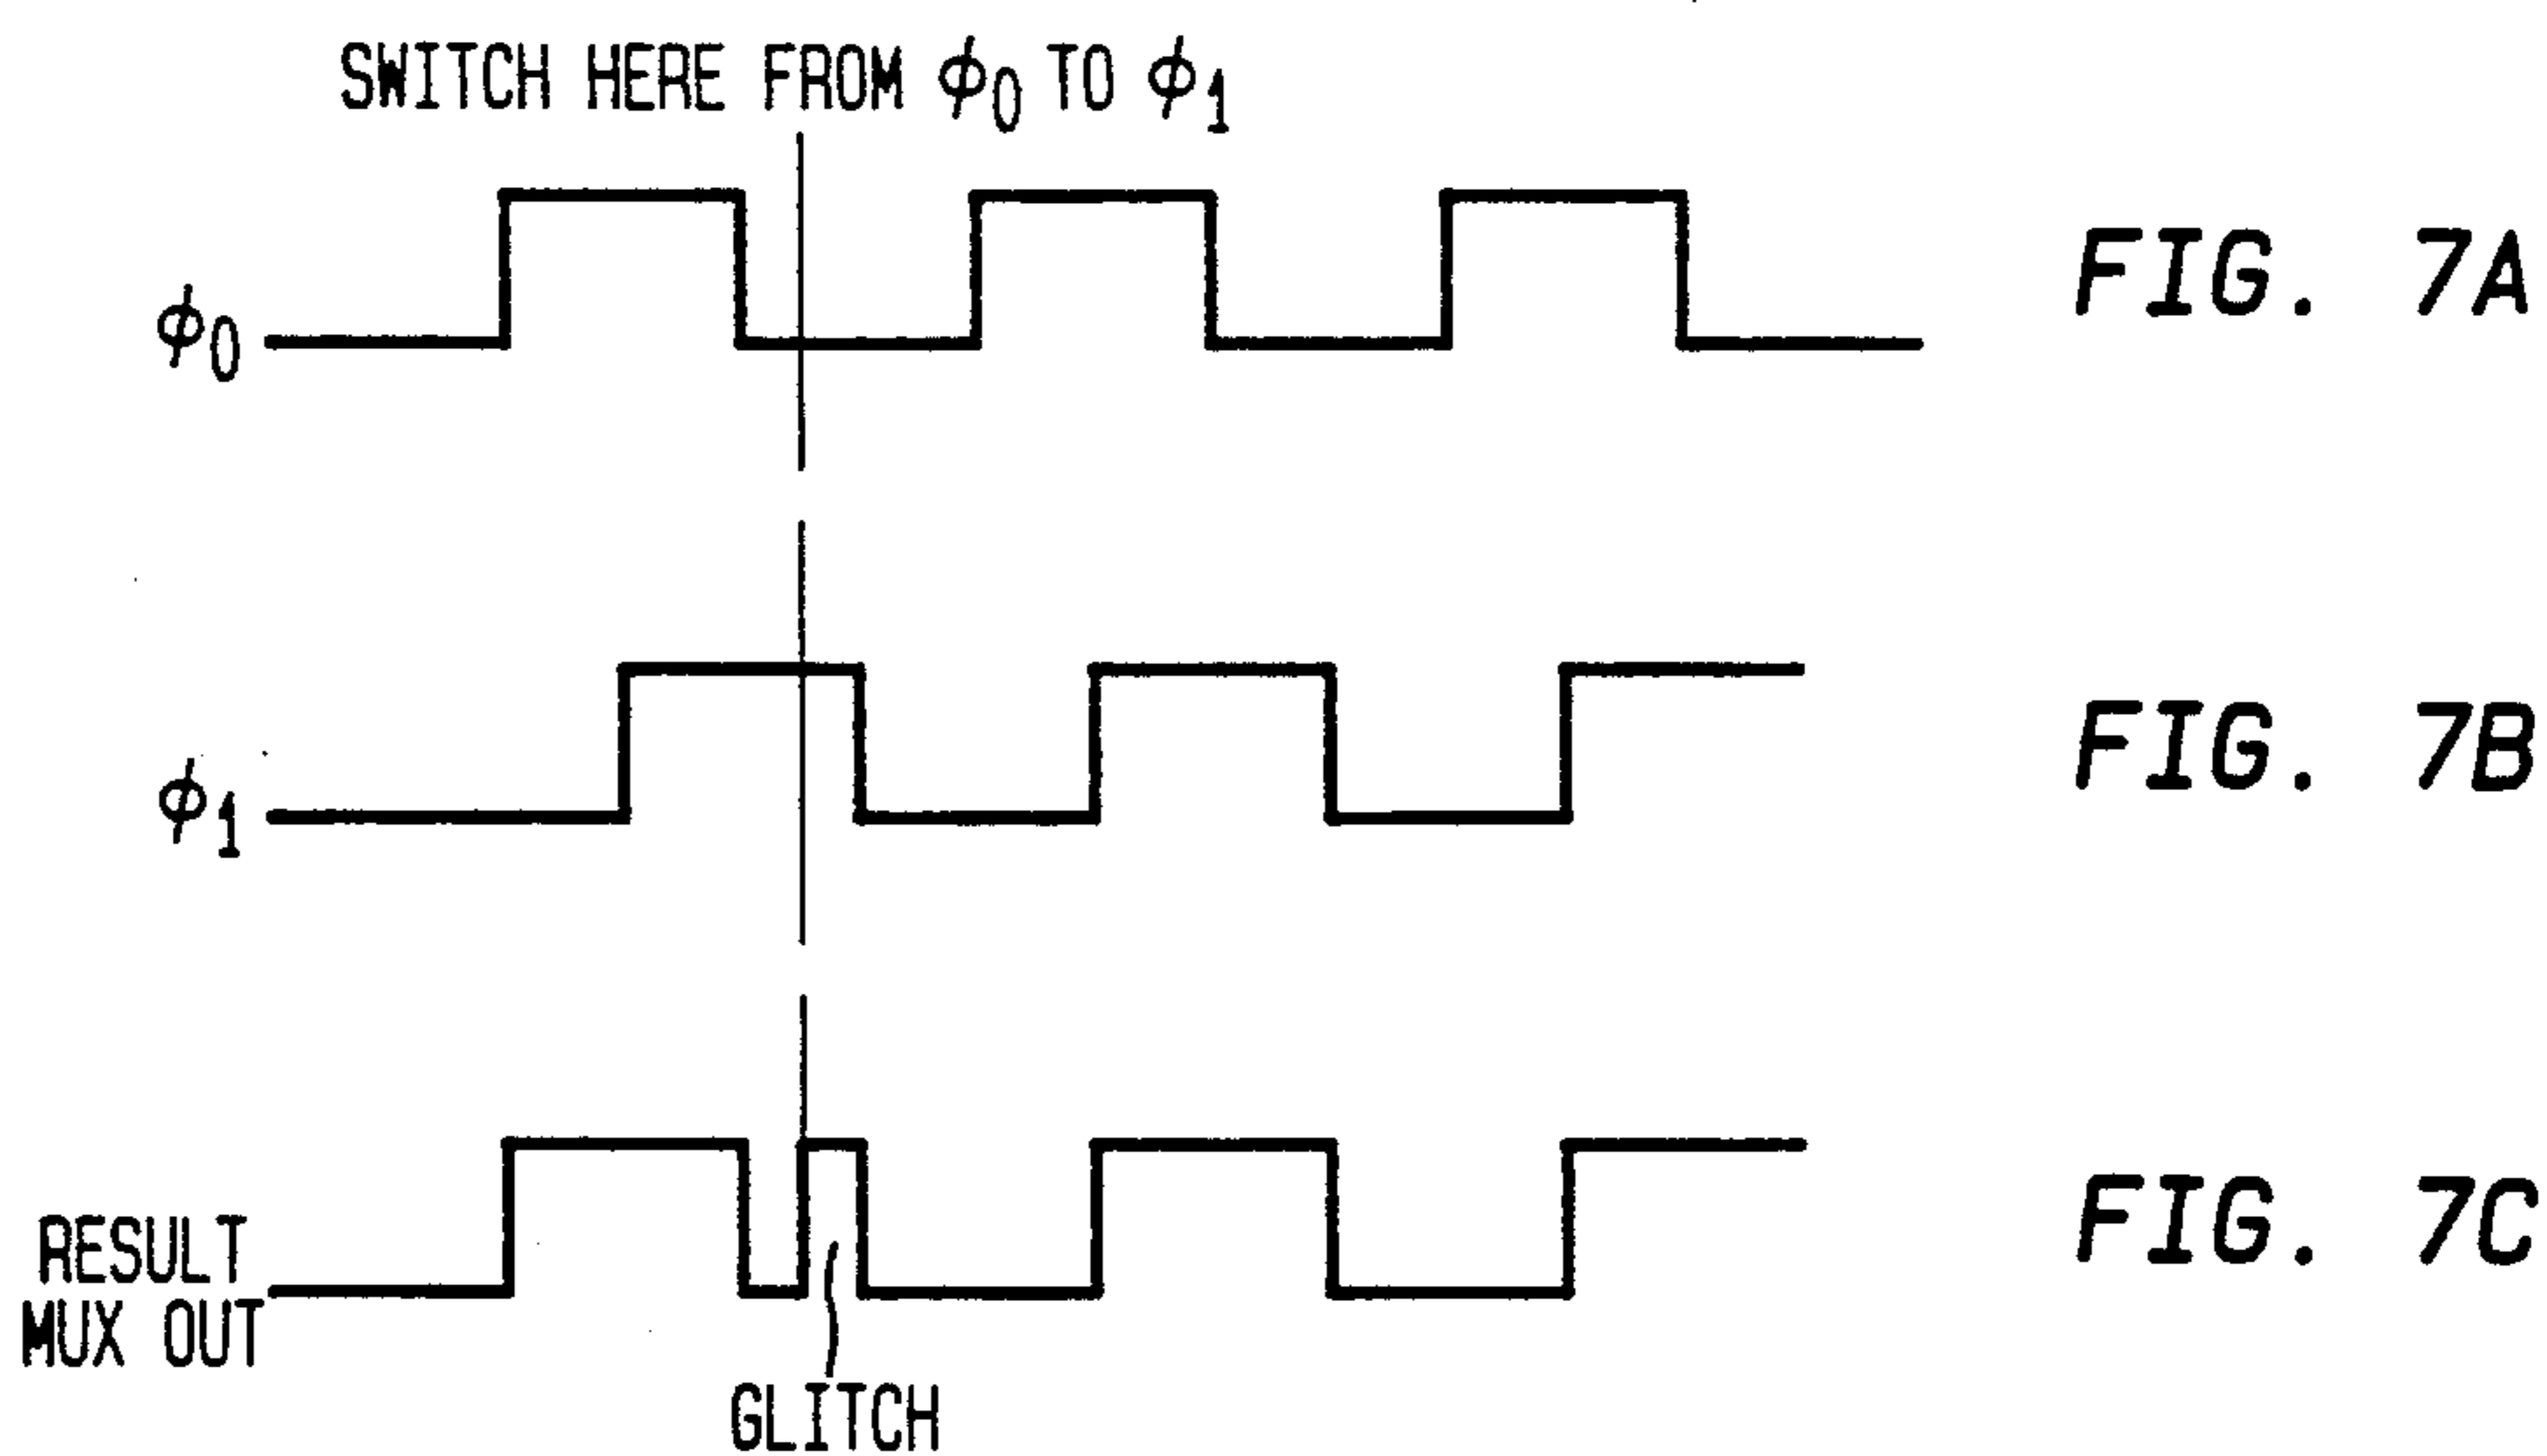 SWITCH HERE FROM ϕ0 TO ϕ1
ϕ0
FIG. 7A
ϕ1
FIG. 7B
RESULT
MUX OUT
FIG. 7C
GLITCH